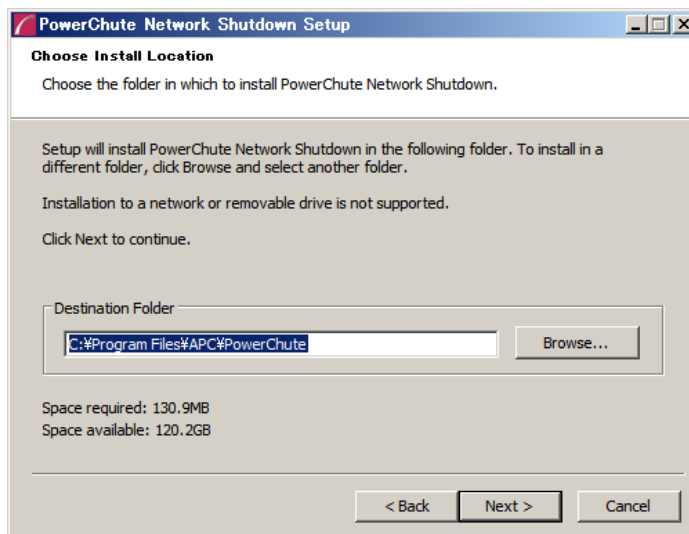 PowerChute Network Shutdown Setup
Choose Install Location
Choose the folder in which to install PowerChute Network Shutdown.
Setup will install PowerChute Network Shutdown in the following folder. To install in a
different folder, click Browse and select another folder.
Installation to a network or removable drive is not supported.
Click Next to continue.
Destination Folder
C:¥Program Files¥APC¥PowerChute
Browse...
Space required: 130.9MB
Space available: 120.2GB
< Back
Next >
Cancel